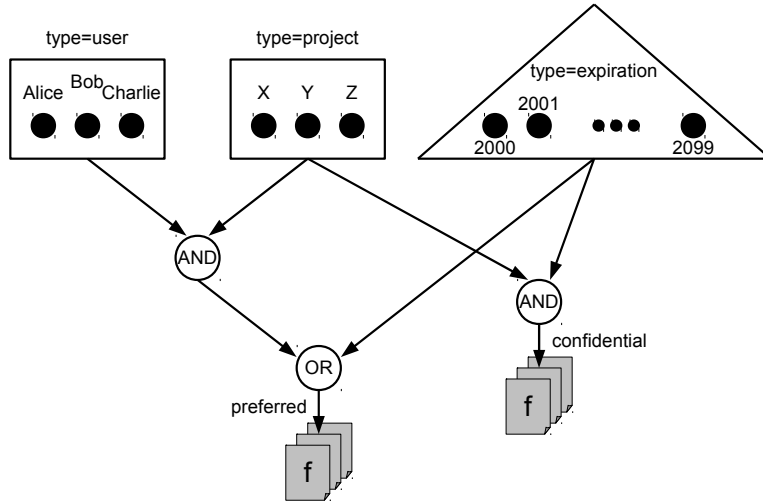 type=user
type=project
type=expiration
Alice Bob Charlie
X Y Z
2000 2001 2099
AND
AND
OR
confidential
preferred
f
f